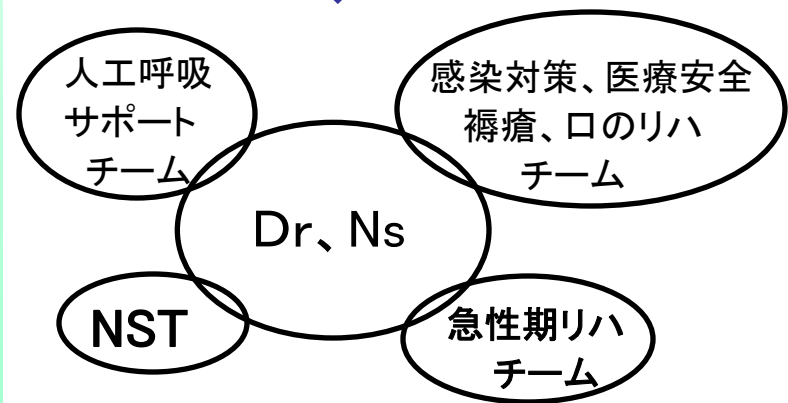 人工呼吸
サポート
チーム
感染対策、医療安全
褥瘡、口のリハ
チーム
Dr、Ns
NST
急性期リハ
チーム